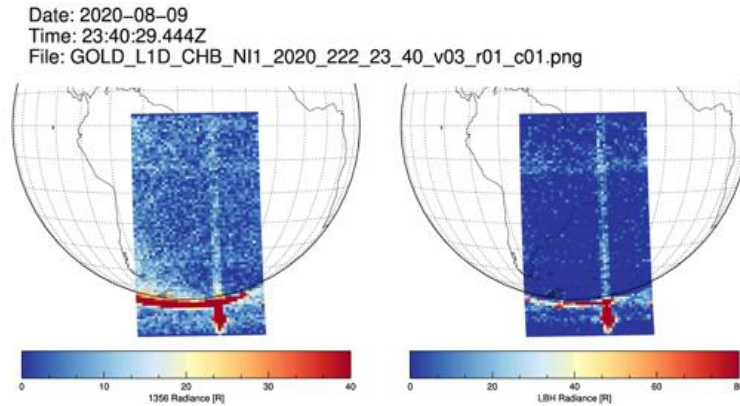 Date: 2020-08-09
Time: 23:40:29.444Z
File: GOLD_L1D_CHB_NI1_2020_222_23_40_v03_r01_c01.png
0 10 20 30 40
1356 Radiance [R]
0 20 40 60 80
LBH Radiance [R]